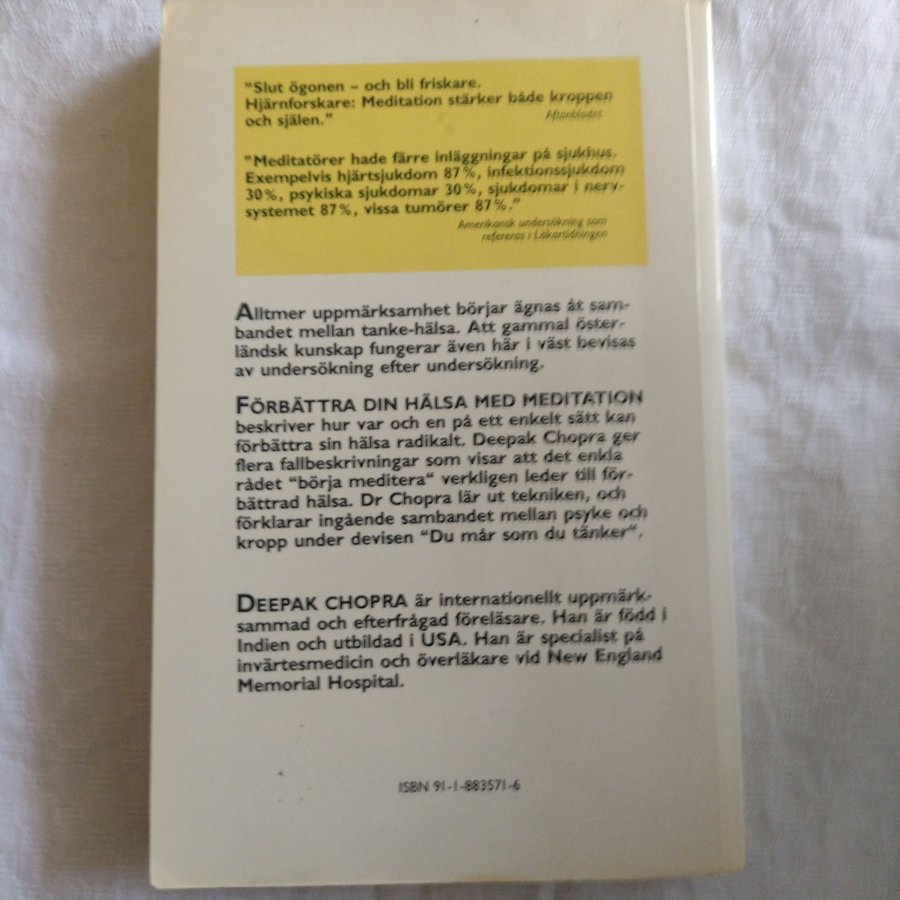 "Slut ögonen – och bli friskare.
Hjärnforskare: Meditation stärker både kroppen
och själen."
Aftonbladet
"Meditatörer hade färre inläggningar på sjukhus.
Exempelvis hjärtsjukdom 87%, infektionssjukdom
30%, psykiska sjukdomar 30%, sjukdomar i nerv-
systemet 87%, vissa tumörer 87%."
Amerikansk undersökning som
refereras i Läkartidningen
Alltmer uppmärksamhet börjar ägnas åt sam-
bandet mellan tanke-hälsa. Att gammal öster-
ländsk kunskap fungerar även här i väst bevisas
av undersökning efter undersökning.
FÖRBÄTTRA DIN HÄLSA MED MEDITATION
beskriver hur var och en på ett enkelt sätt kan
förbättra sin hälsa radikalt. Deepak Chopra ger
flera fallbeskrivningar som visar att det enkla
rådet "börja meditera" verkligen leder till för-
bättrad hälsa. Dr Chopra lär ut tekniken, och
förklarar ingående sambandet mellan psyke och
kropp under devisen "Du mår som du tänker".
DEEPAK CHOPRA är internationellt uppmärk-
sammad och efterfrågad föreläsare. Han är född i
Indien och utbildad i USA. Han är specialist på
invärtesmedicin och överläkare vid New England
Memorial Hospital.
ISBN 91-1-883571-6